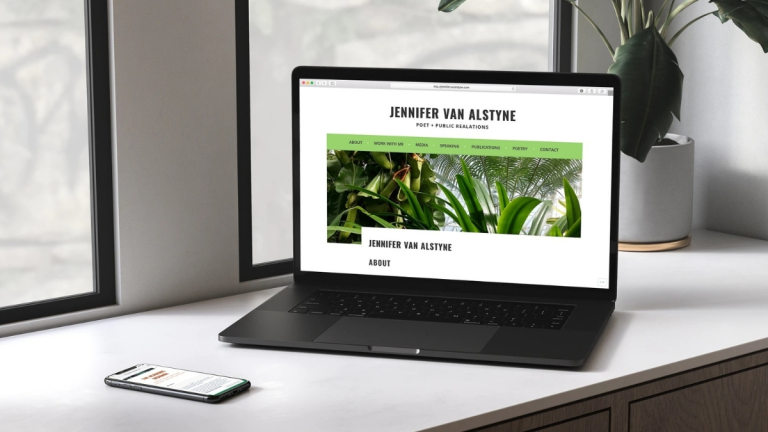 JENNIFER VAN ALSTYNE
POET + PUBLIC REALATIONS
ABOUT WORK WITH ME MEDIA SPEAKING PUBLICATIONS POETRY CONTACT
JENNIFER VAN ALSTYNE
ABOUT